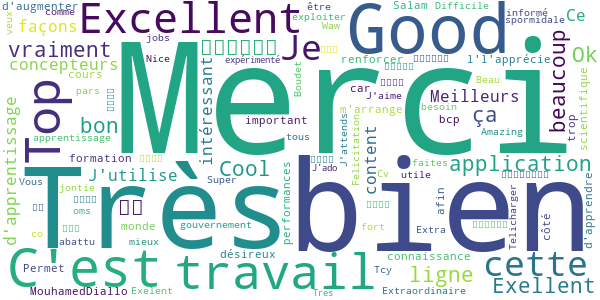 d'augmenter comme Excellent être Salam Difficile informé Ce
veux façons exploiter Good spormidale
Waw
vraiment jobs Je renforcer l'l'apprécie Ok
concepteurs Nice expérimenté Beau beaucoup
cours Boudet car Meilleurs trop
Top pars Merci J'aime ça scientifique
intéressant m'arrange besoin
d'apprentissage bon important bcp Amazing
apprentissage tous J'attends
formation Felicitations
J'utilise Cool content application
Très bien
Vous jontie Super performances J'ado Cv utile faites d'apprendre
oms gouvernement afin Telicharger côté
co abattu monde mieux désireux fort Extra
C'est travail connaissance cette
Permet Tcy ligne Exellent
MouhamedDiallo Exelent Tres Extraordinaire